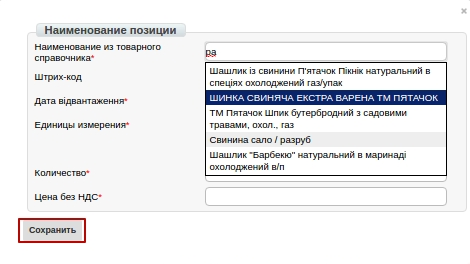 Наименование позиции
Наименование из товарного
справочника*
ра
Штрих-код
Шашлик із свинини П'ятачок Пікнік натуральний в
спеціях охолоджений газ/упак
Дата відвантаження*
ШИНКА СВИНЯЧА ЕКСТРА ВАРЕНА ТМ ПЯТАЧОК
ТМ Пятачок Шпик бутербродний з садовими
травами, охол., газ
Единицы измерения*
Свинина сало / разруб
Шашлик "Барбекю" натуральний в маринаді
охолоджений в/п
Количество*
Цена без НДС*
Сохранить